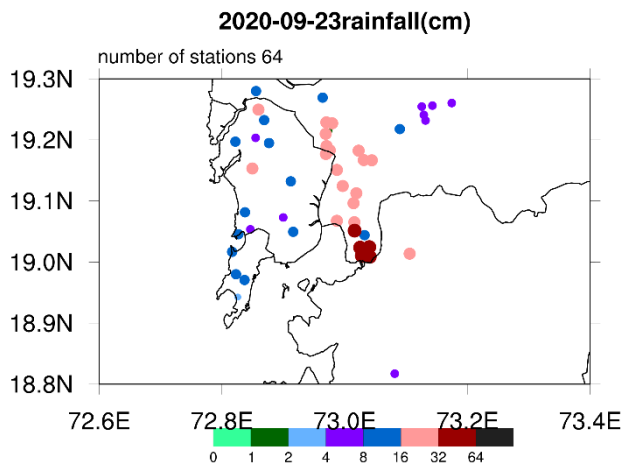 2020-09-23rainfall(cm)
number of stations 64
19.3N
19.2N
19.1N
19.0N
18.9N
18.8N
72.6E 72.8E 73.0E 73.2E 73.4E
0 1 2 4 8 16 32 64